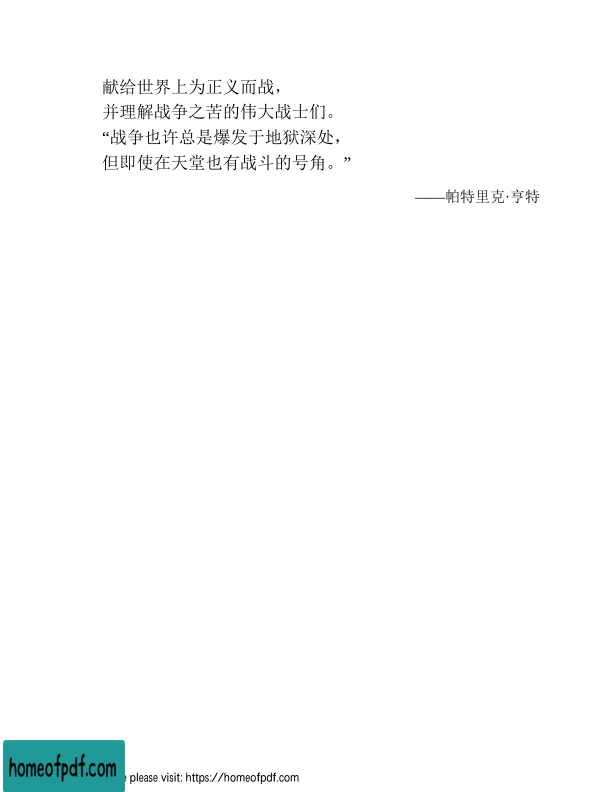 献给世界上为正义而战，
并理解战争之苦的伟大战士们。
“战争也许总是爆发于地狱深处，
但即使在天堂也有战斗的号角。”
——帕特里克·亨特
homeofpdf.com
please visit: https://homeofpdf.com